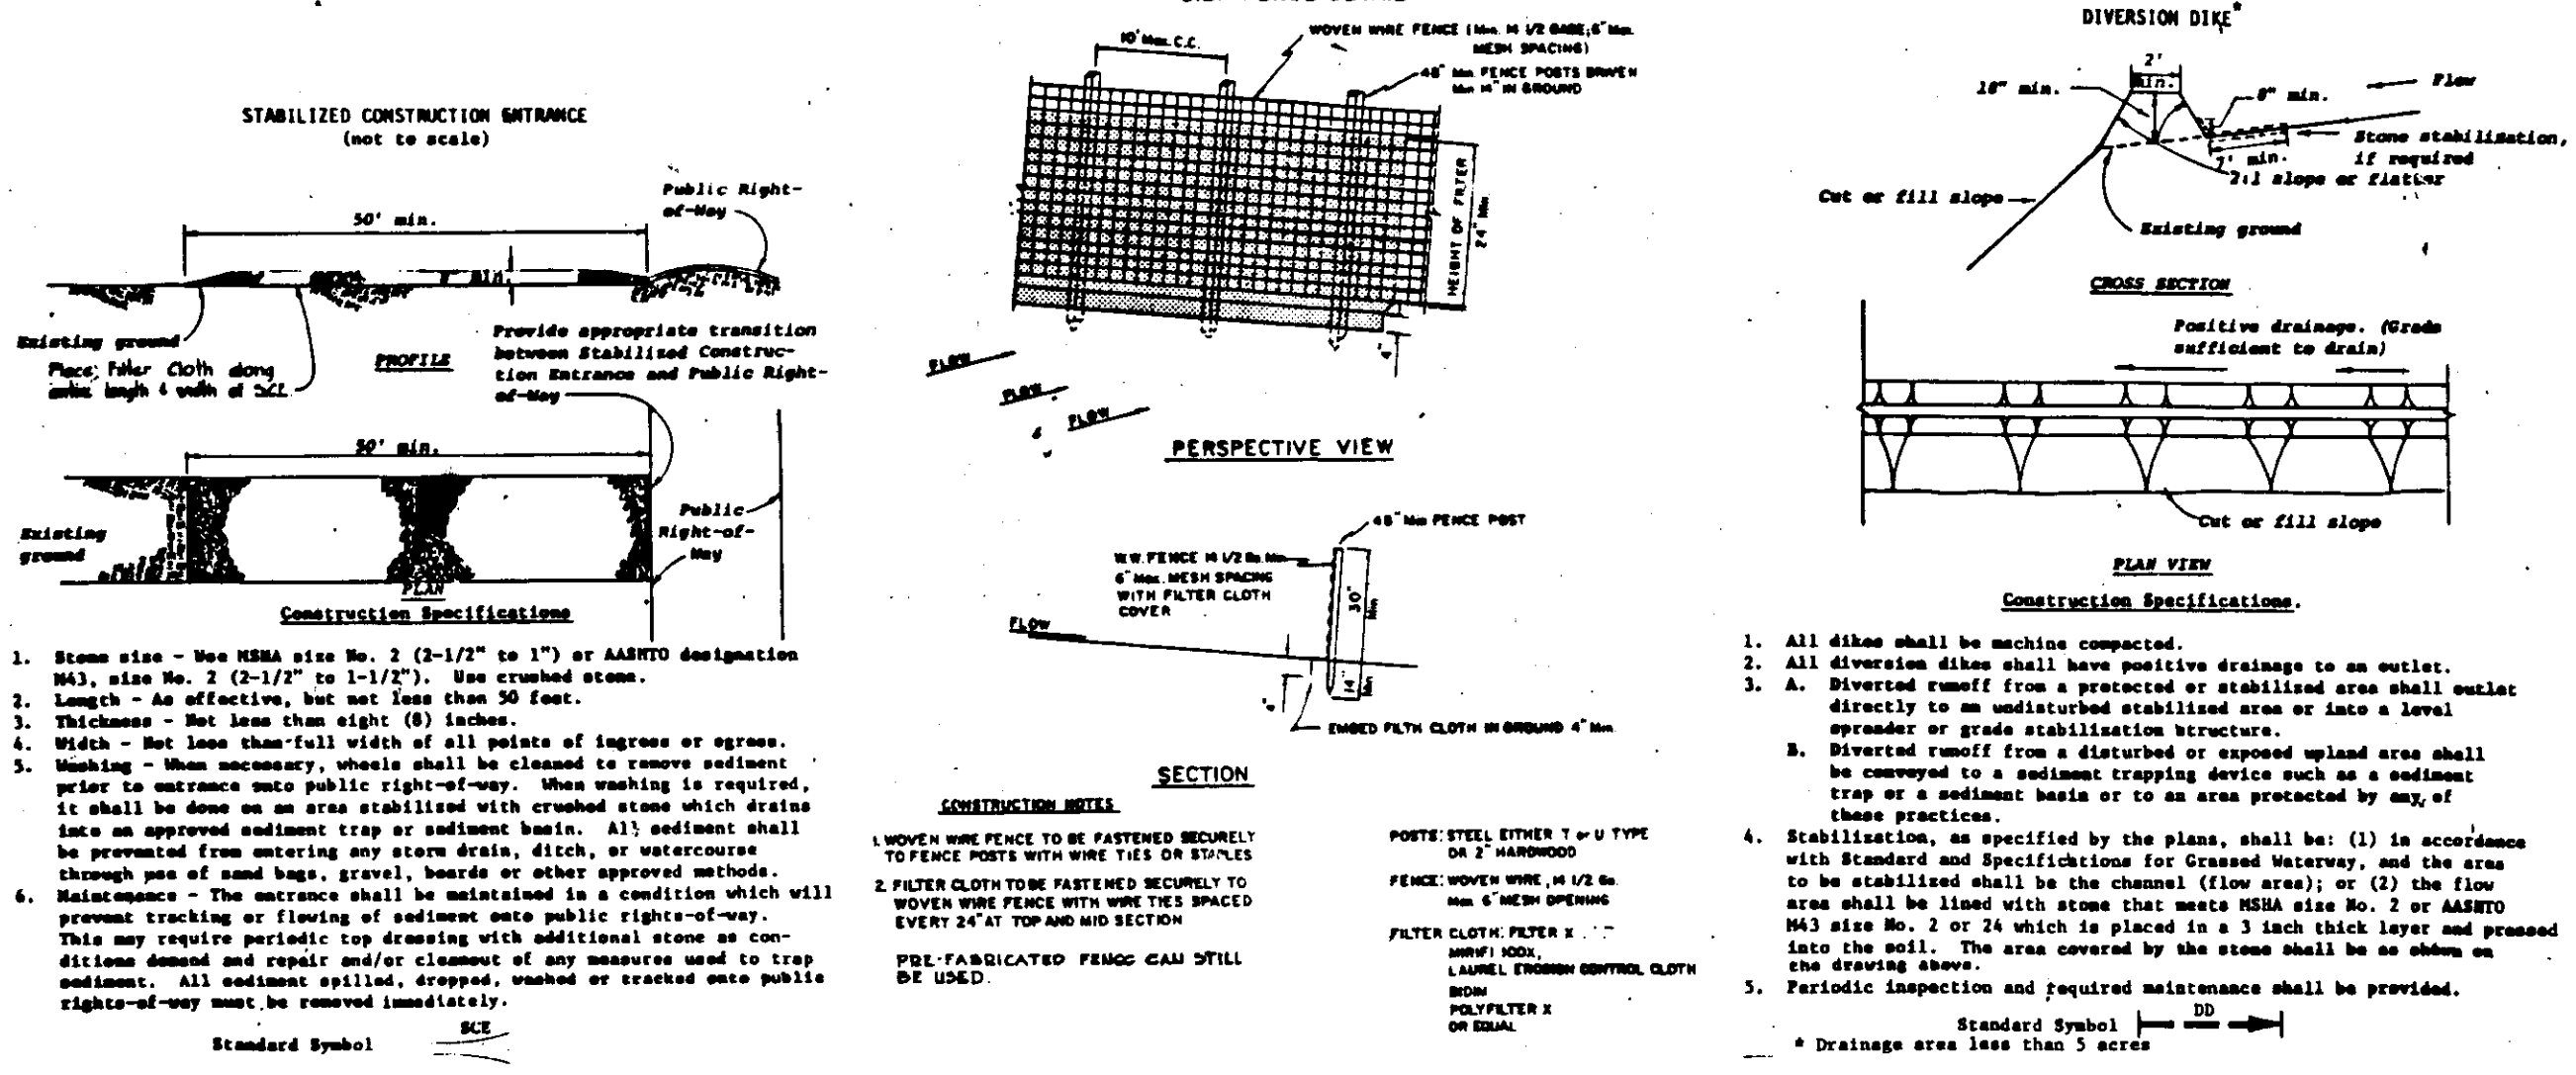 STABILIZED CONSTRUCTION ENTRANCE
(not to scale)
Public Right-
of-Way
50' min.
min.
Existing ground
Place Filter Cloth along
entire length & width of SCE.
PROFILE
Provide appropriate transition
between Stabilized Construc-
tion Entrance and Public Right-
of-Way
50' min.
Existing
ground
Public
Right-of-
Way
PLAN
Construction Specifications
1. Stone size - Use MSHA size No. 2 (2-1/2" to 1") or AASHTO designation
M43, size No. 2 (2-1/2" to 1-1/2"). Use crushed stone.
2. Length - As effective, but not less than 50 feet.
3. Thickness - Not less than eight (8) inches.
4. Width - Not less than full width of all points of ingress or egress.
5. Washing - When necessary, wheels shall be cleaned to remove sediment
prior to entrance onto public right-of-way. When washing is required,
it shall be done on an area stabilized with crushed stone which drains
into an approved sediment trap or sediment basin. All sediment shall
be prevented from entering any storm drain, ditch, or watercourse
through use of sand bags, gravel, boards or other approved methods.
6. Maintenance - The entrance shall be maintained in a condition which will
prevent tracking or flowing of sediment onto public rights-of-way.
This may require periodic top dressing with additional stone as con-
ditions demand and repair and/or cleanout of any measures used to trap
sediment. All sediment spilled, dropped, washed or tracked onto public
rights-of-way must be removed immediately.
Standard Symbol
SCE
10' Max. C.C.
WOVEN WIRE FENCE (Min. 14 1/2 GAGE; 6" Max.
MESH SPACING)
48" Min FENCE POSTS DRIVEN
Min 14" IN GROUND
HEIGHT OF FILTER
24" Min
FLOW
FLOW
FLOW
PERSPECTIVE VIEW
48" Min FENCE POST
W.W. FENCE 14 1/2 Ga. Min
6" Max. MESH SPACING
WITH FILTER CLOTH
COVER
30" Min
FLOW
14" Min
EMBED FILTH CLOTH IN GROUND 4" Min
SECTION
CONSTRUCTION NOTES
1. WOVEN WIRE FENCE TO BE FASTENED SECURELY
TO FENCE POSTS WITH WIRE TIES OR STAPLES
2. FILTER CLOTH TO BE FASTENED SECURELY TO
WOVEN WIRE FENCE WITH WIRE TIES SPACED
EVERY 24" AT TOP AND MID SECTION
PRE-FABRICATED FENCE CAN STILL
BE USED.
POSTS: STEEL EITHER T or U TYPE
OR 2" HARDWOOD
FENCE: WOVEN WIRE, 14 1/2 Ga.
Max 6" MESH OPENING
FILTER CLOTH: FILTER X
MIRIFI 100X,
LAUREL EROSION CONTROL CLOTH
BIDIM
POLYFILTER X
OR EQUAL
DIVERSION DIKE*
2'
min.
18" min.
8" min.
Flow
Stone stabilization,
if required
7' min.
2:1 slope or flatter
Cut or fill slope
Existing ground
CROSS SECTION
Positive drainage. (Grade
sufficient to drain)
Cut or fill slope
PLAN VIEW
Construction Specifications.
1. All dikes shall be machine compacted.
2. All diversion dikes shall have positive drainage to an outlet.
3. A. Diverted runoff from a protected or stabilized area shall outlet
directly to an undisturbed stabilized area or into a level
spreader or grade stabilization structure.
B. Diverted runoff from a disturbed or exposed upland area shall
be conveyed to a sediment trapping device such as a sediment
trap or a sediment basin or to an area protected by any of
these practices.
4. Stabilization, as specified by the plans, shall be: (1) in accordance
with Standard and Specifications for Grassed Waterway, and the area
to be stabilized shall be the channel (flow area); or (2) the flow
area shall be lined with stone that meets MSHA size No. 2 or AASHTO
M43 size No. 2 or 24 which is placed in a 3 inch thick layer and pressed
into the soil. The area covered by the stone shall be as shown on
the drawing above.
5. Periodic inspection and required maintenance shall be provided.
Standard Symbol
DD
* Drainage area less than 5 acres